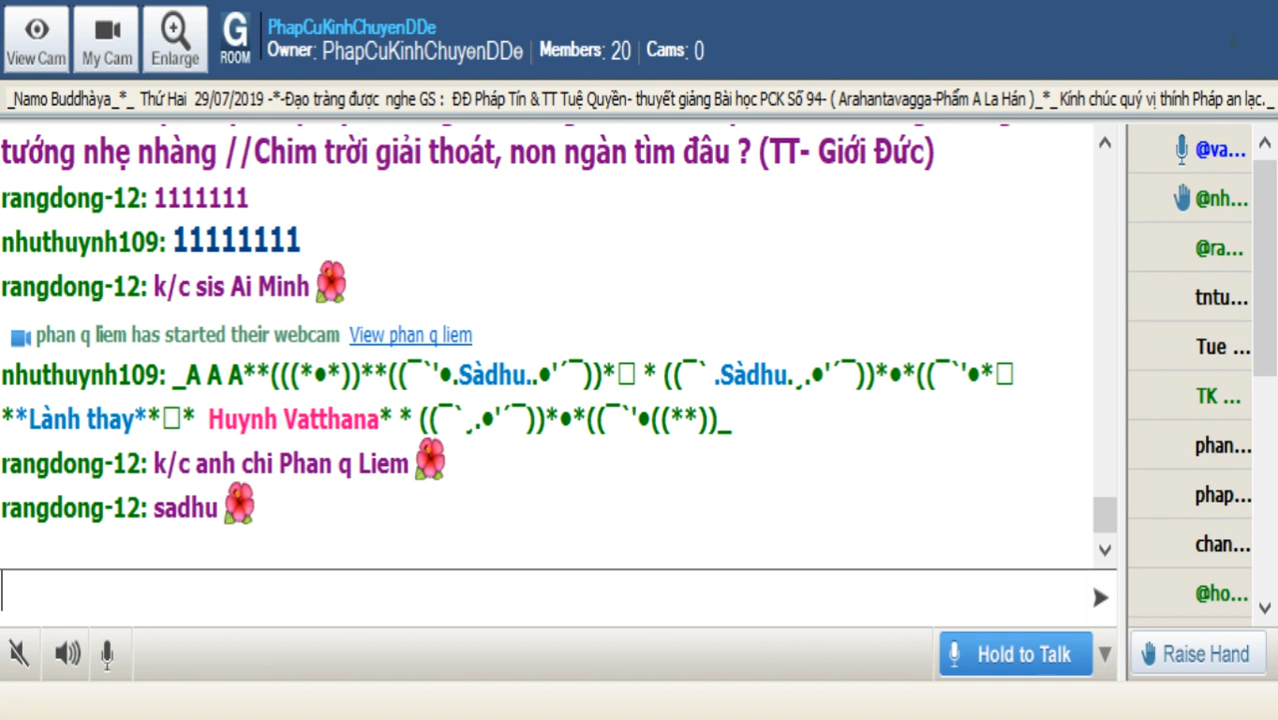 View Cam
My Cam
Enlarge
G
ROOM
PhapCuKinhChuyenDDe
Owner: PhapCuKinhChuyenDDe | Members: 20 | Cams: 0
_Namo Buddhàya_*_ Thứ Hai 29/07/2019 -*-Đạo tràng được nghe GS : ĐĐ Pháp Tín & TT Tuệ Quyền- thuyết giảng Bài học PCK Số 94- ( Arahantavagga-Phẩm A La Hán )_*_Kính chúc quý vị thính Pháp an lạc._
tướng nhẹ nhàng //Chim trời giải thoát, non ngàn tìm đâu ? (TT- Giới Đức)
rangdong-12: 1111111
nhuthuynh109: 11111111
rangdong-12: k/c sis Ai Minh
phan q liem has started their webcam View phan q liem
nhuthuynh109: _A A A**(((*•*))**((¯`'•.Sàdhu..•'´¯))*□ * ((¯` .Sàdhu.¸.•'´¯))*•*((¯`'•*□
**Lành thay**□* Huynh Vatthana* * ((¯`¸.•'´¯))*•*((¯`'•((**))_
rangdong-12: k/c anh chi Phan q Liem
rangdong-12: sadhu
@va...
@nh...
@ra...
tntu...
Tue ...
TK ...
phan...
phap...
chan...
@ho...
Hold to Talk
Raise Hand